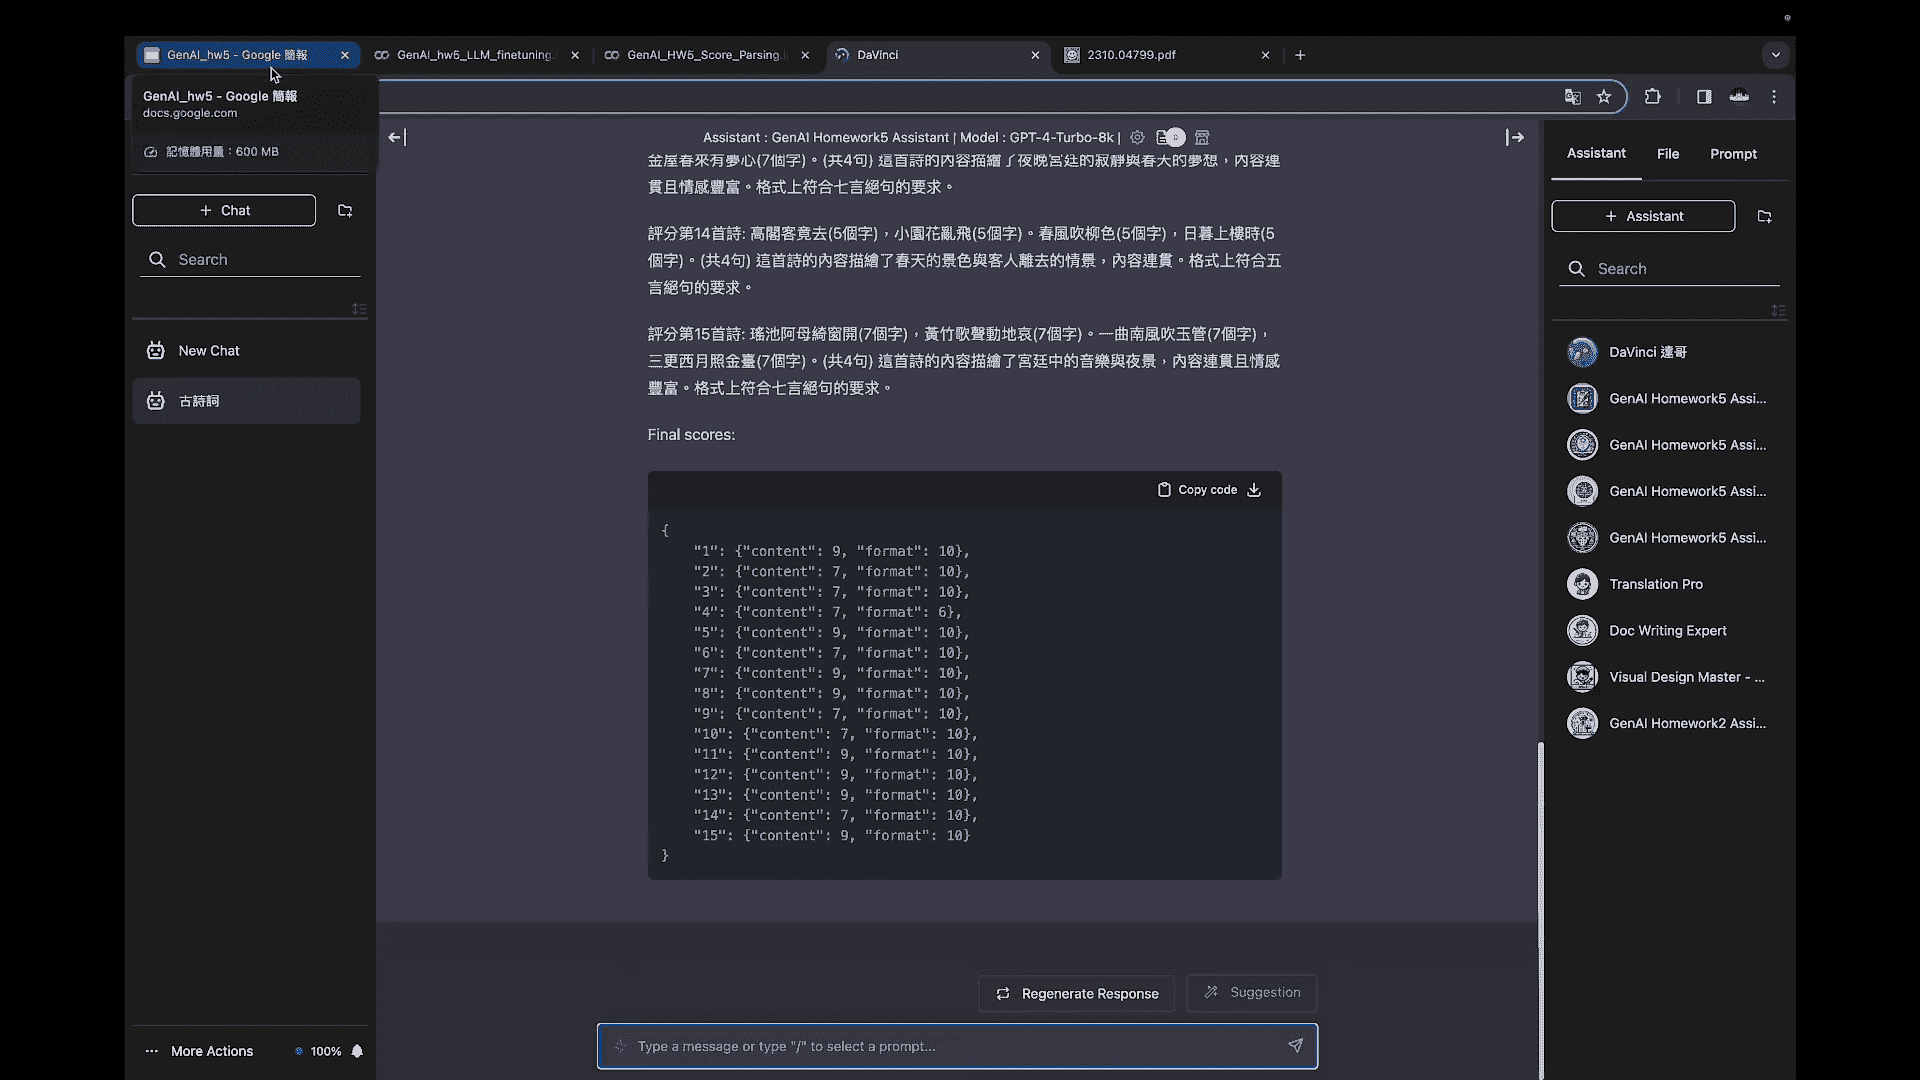 GenAI_hw5 - Google 簡報
GenAI_hw5_LLM_finetuning.
GenAI_HW5_Score_Parsing.i
DaVinci
2310.04799.pdf
GenAI_hw5 - Google 簡報
docs.google.com
記憶體用量：600 MB
+ Chat
Search
New Chat
古詩詞
More Actions
100%
Assistant : GenAI Homework5 Assistant | Model : GPT-4-Turbo-8k |
金屋春來有夢心(7個字)。(共4句) 這首詩的內容描繪了夜晚宮廷的寂靜與春天的夢想，內容連
貫且情感豐富。格式上符合七言絕句的要求。
評分第14首詩: 高閣客竟去(5個字)，小園花亂飛(5個字)。春風吹柳色(5個字)，日暮上樓時(5
個字)。(共4句) 這首詩的內容描繪了春天的景色與客人離去的情景，內容連貫。格式上符合五
言絕句的要求。
評分第15首詩: 瑤池阿母綺窗開(7個字)，黃竹歌聲動地哀(7個字)。一曲南風吹玉管(7個字)，
三更西月照金臺(7個字)。(共4句) 這首詩的內容描繪了宮廷中的音樂與夜景，內容連貫且情感
豐富。格式上符合七言絕句的要求。
Final scores:
Copy code
{
"1": {"content": 9, "format": 10},
"2": {"content": 7, "format": 10},
"3": {"content": 7, "format": 10},
"4": {"content": 7, "format": 6},
"5": {"content": 9, "format": 10},
"6": {"content": 7, "format": 10},
"7": {"content": 9, "format": 10},
"8": {"content": 9, "format": 10},
"9": {"content": 7, "format": 10},
"10": {"content": 7, "format": 10},
"11": {"content": 9, "format": 10},
"12": {"content": 9, "format": 10},
"13": {"content": 9, "format": 10},
"14": {"content": 7, "format": 10},
"15": {"content": 9, "format": 10}
}
Regenerate Response
Suggestion
Type a message or type "/" to select a prompt...
Assistant
File
Prompt
+ Assistant
Search
DaVinci 達哥
GenAI Homework5 Assi...
GenAI Homework5 Assi...
GenAI Homework5 Assi...
GenAI Homework5 Assi...
Translation Pro
Doc Writing Expert
Visual Design Master - ...
GenAI Homework2 Assi...